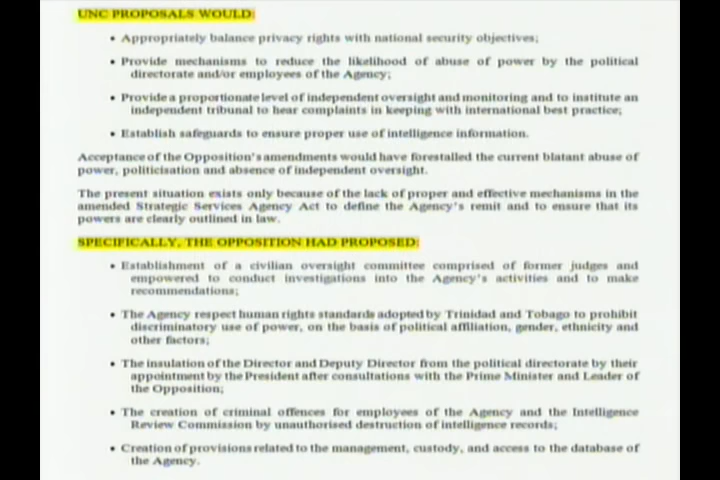 UNC PROPOSALS WOULD:
• Appropriately balance privacy rights with national security objectives;
• Provide mechanisms to reduce the likelihood of abuse of power by the political
directorate and/or employees of the Agency;
• Provide a proportionate level of independent oversight and monitoring and to institute an
independent tribunal to hear complaints in keeping with international best practice;
• Establish safeguards to ensure proper use of intelligence information.
Acceptance of the Opposition's amendments would have forestalled the current blatant abuse of
power, politicisation and absence of independent oversight.
The present situation exists only because of the lack of proper and effective mechanisms in the
amended Strategic Services Agency Act to define the Agency's remit and to ensure that its
powers are clearly outlined in law.
SPECIFICALLY, THE OPPOSITION HAD PROPOSED:
• Establishment of a civilian oversight committee comprised of former judges and
empowered to conduct investigations into the Agency's activities and to make
recommendations;
• The Agency respect human rights standards adopted by Trinidad and Tobago to prohibit
discriminatory use of power, on the basis of political affiliation, gender, ethnicity and
other factors;
• The insulation of the Director and Deputy Director from the political directorate by their
appointment by the President after consultations with the Prime Minister and Leader of
the Opposition;
• The creation of criminal offences for employees of the Agency and the Intelligence
Review Commission by unauthorised destruction of intelligence records;
• Creation of provisions related to the management, custody, and access to the database of
the Agency.